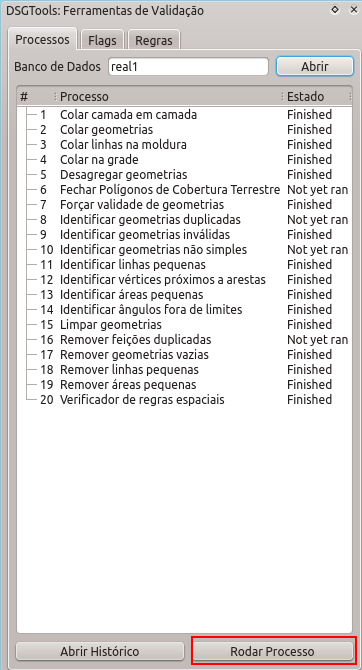 DSGTools: Ferramentas de Validação
Processos Flags Regras
Banco de Dados real1 Abrir
# Processo Estado
1 Colar camada em camada Finished
2 Colar geometrias Finished
3 Colar linhas na moldura Finished
4 Colar na grade Finished
5 Desagregar geometrias Finished
6 Fechar Polígonos de Cobertura Terrestre Not yet ran
7 Forçar validade de geometrias Finished
8 Identificar geometrias duplicadas Not yet ran
9 Identificar geometrias inválidas Finished
10 Identificar geometrias não simples Not yet ran
11 Identificar linhas pequenas Finished
12 Identificar vértices próximos a arestas Finished
13 Identificar áreas pequenas Finished
14 Identificar ângulos fora de limites Finished
15 Limpar geometrias Finished
16 Remover feições duplicadas Not yet ran
17 Remover geometrias vazias Finished
18 Remover linhas pequenas Finished
19 Remover áreas pequenas Finished
20 Verificador de regras espaciais Finished
Abrir Histórico Rodar Processo